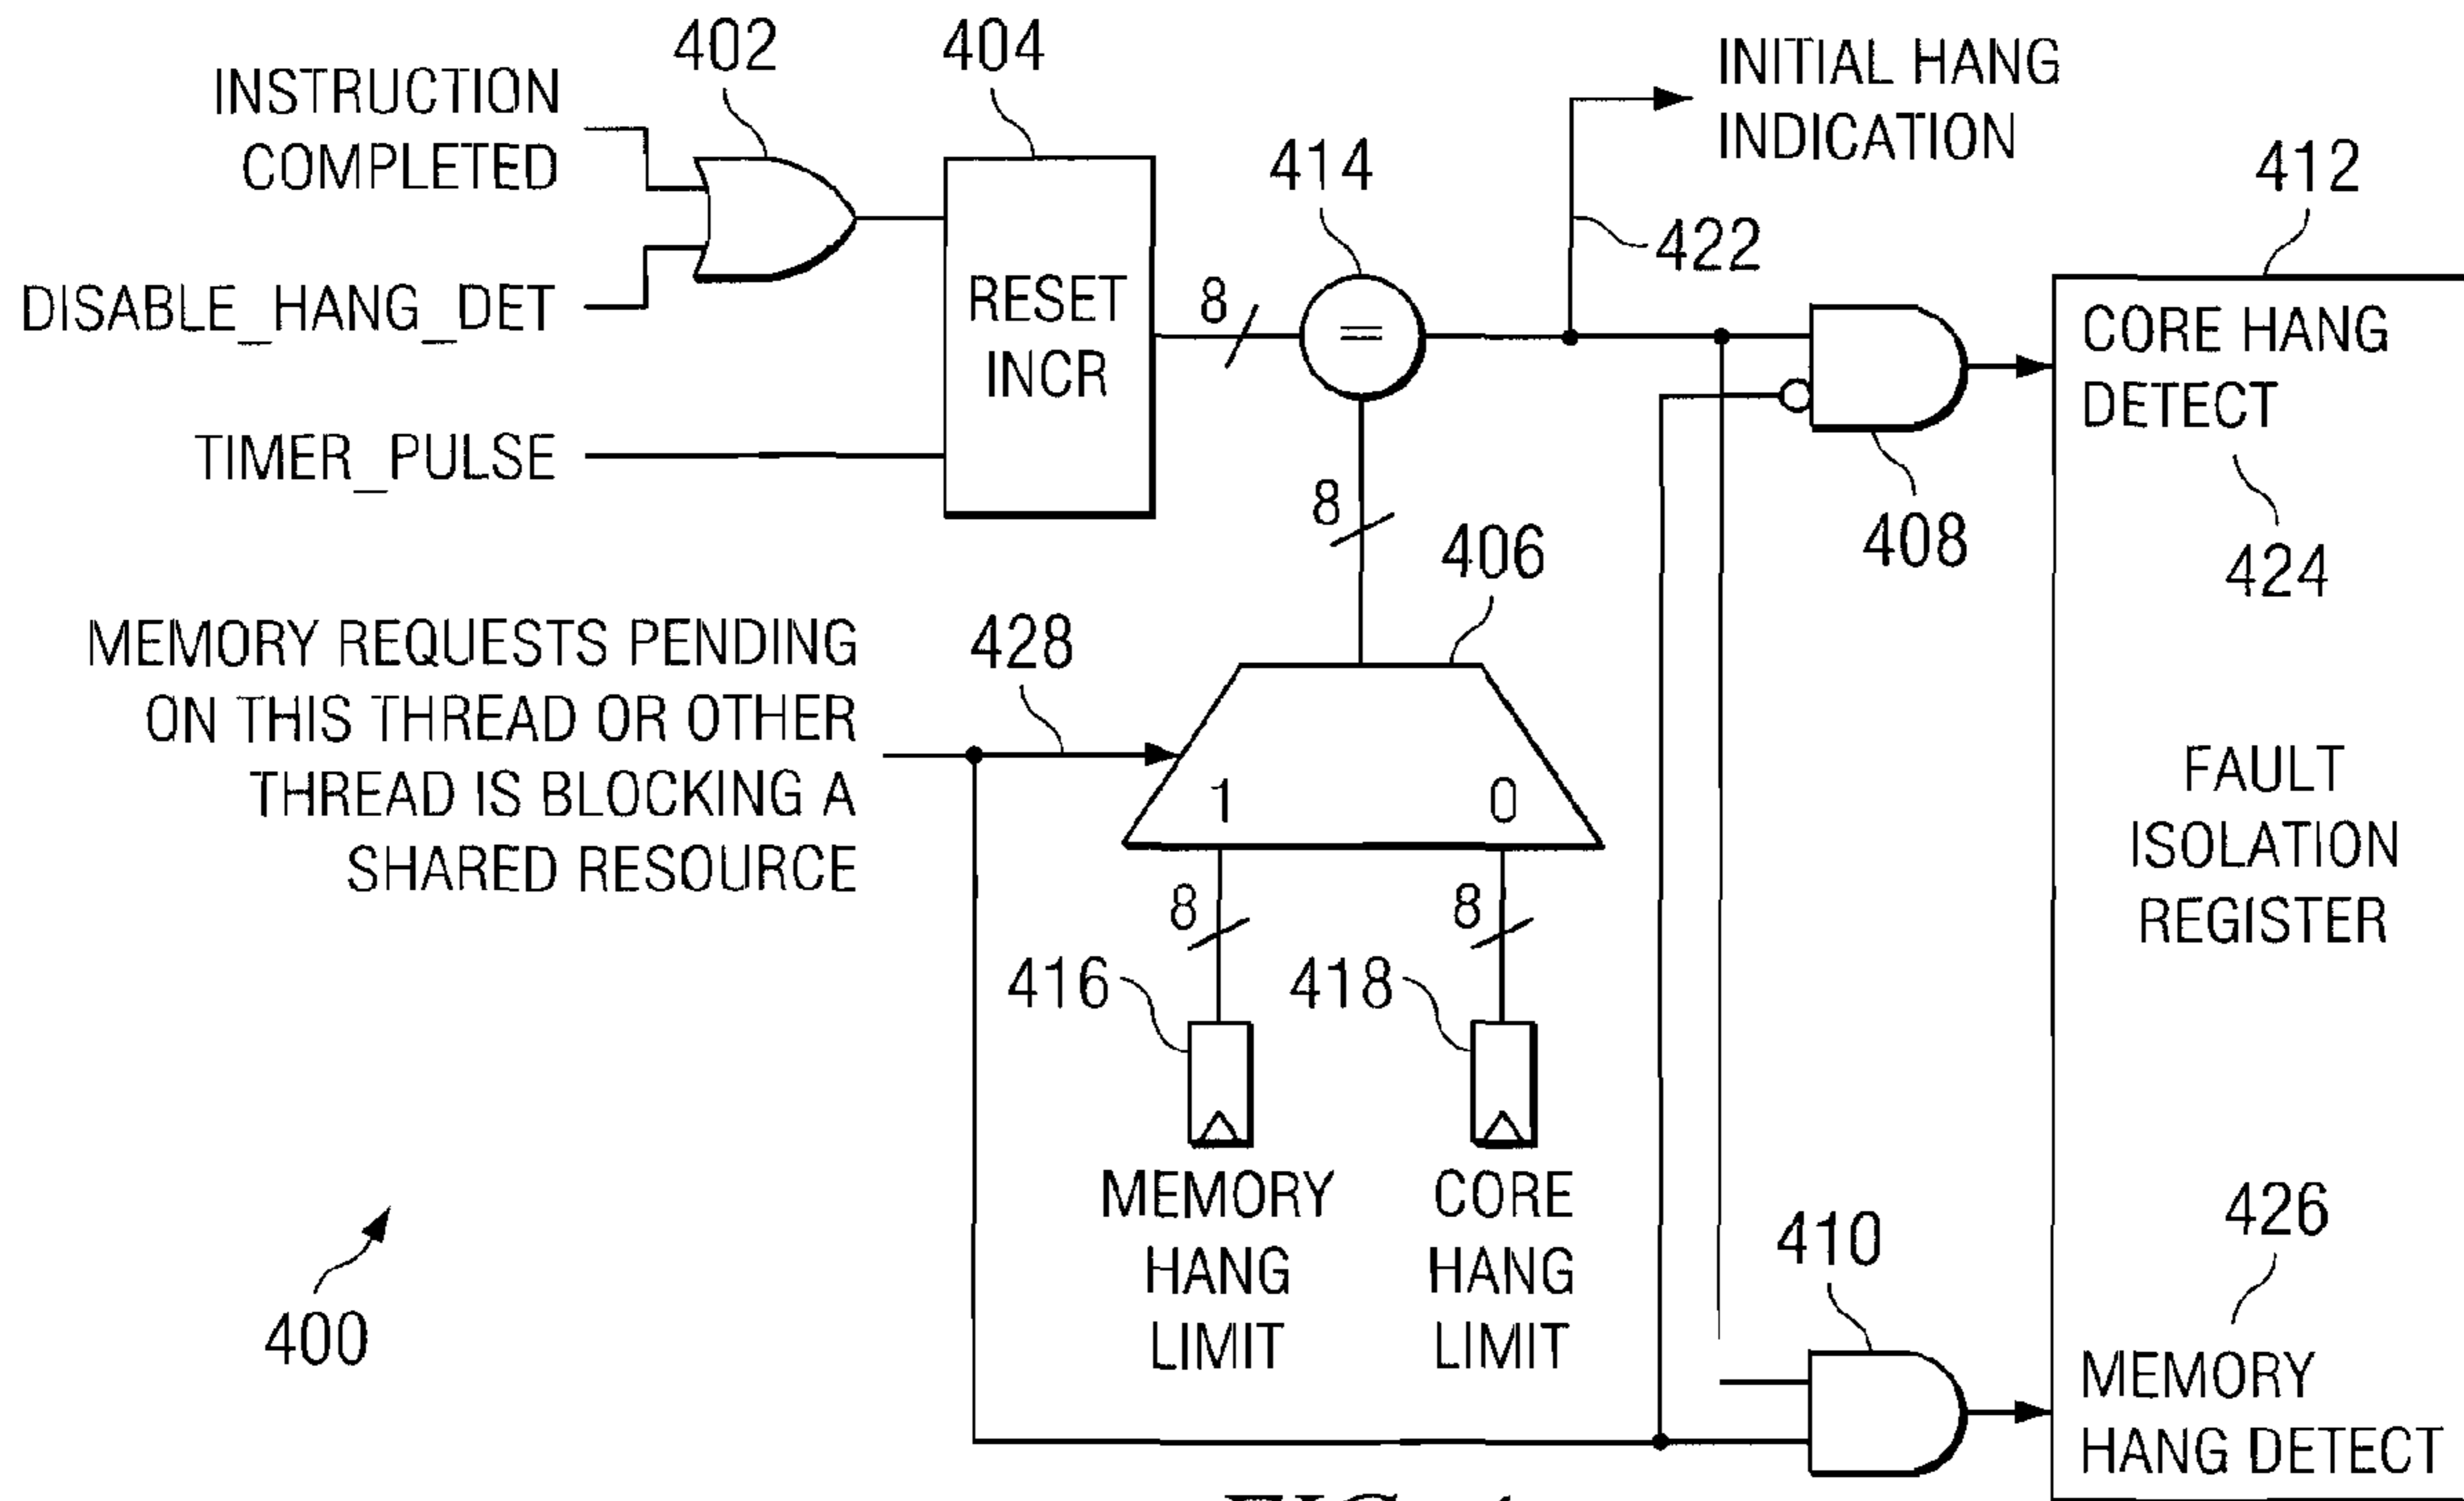 402
404
INSTRUCTION
COMPLETED
INITIAL HANG
INDICATION
414
412
422
DISABLE_HANG_DET
RESET
INCR
8
=
CORE HANG
DETECT
TIMER_PULSE
8
408
424
406
MEMORY REQUESTS PENDING
ON THIS THREAD OR OTHER
THREAD IS BLOCKING A
SHARED RESOURCE
428
1
0
FAULT
ISOLATION
REGISTER
8
8
416
418
MEMORY
HANG
LIMIT
CORE
HANG
LIMIT
410
426
400
MEMORY
HANG DETECT